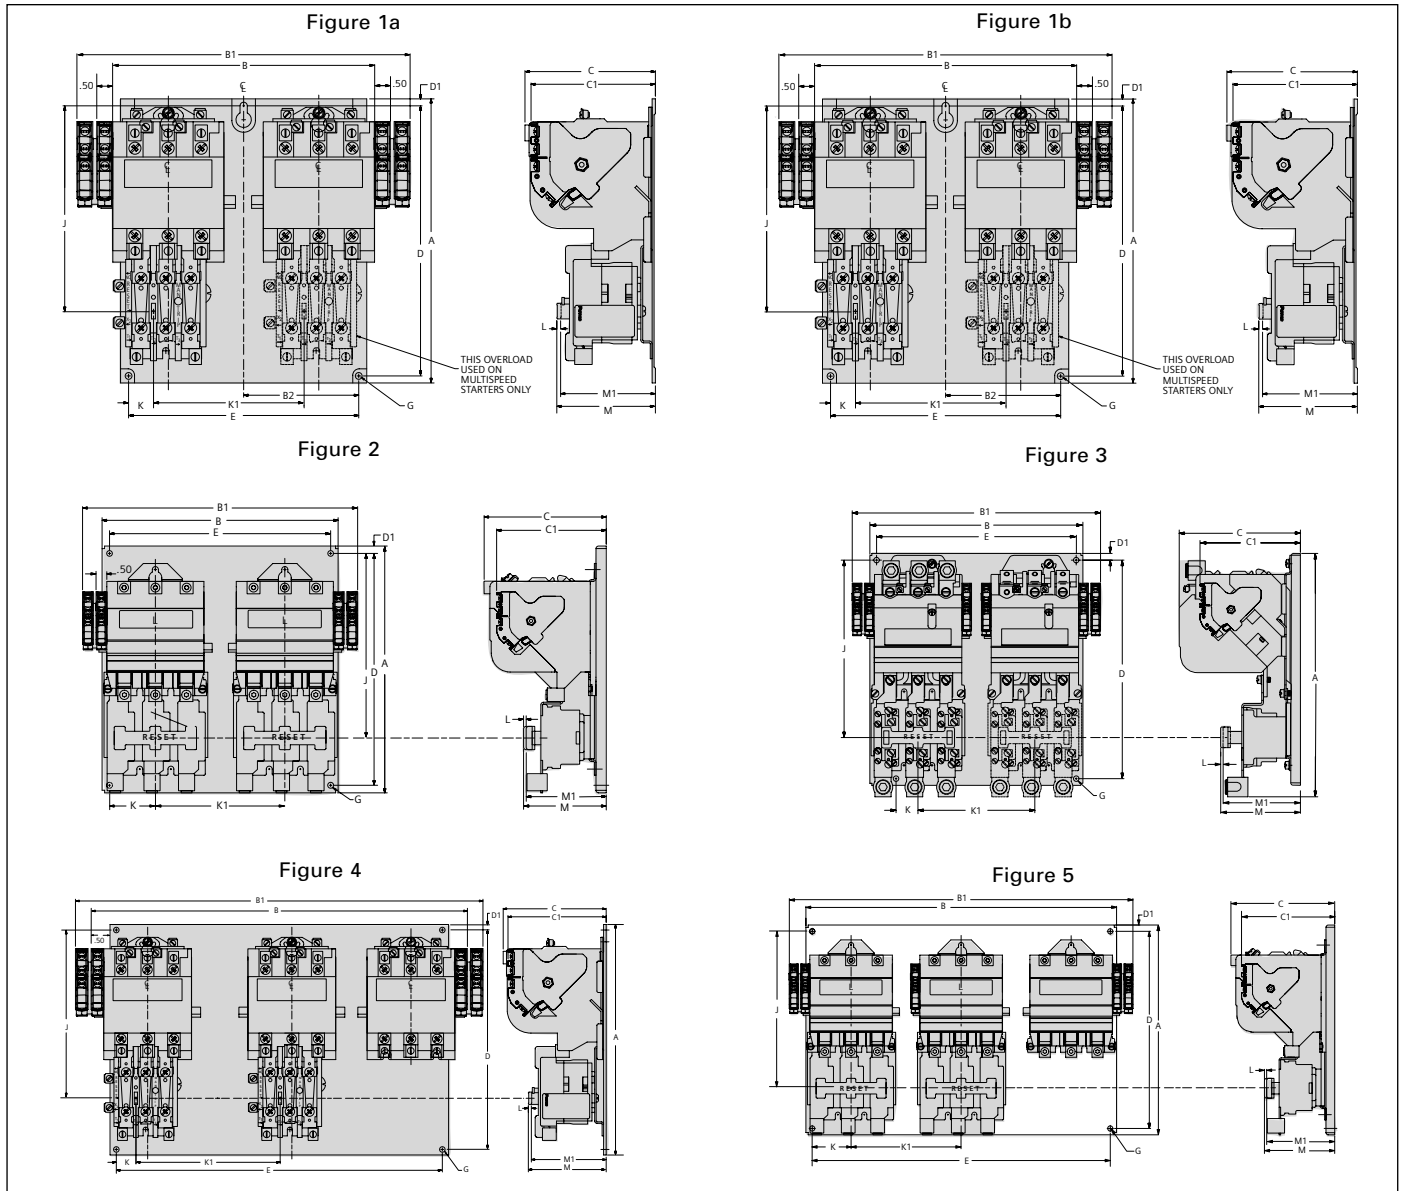 Figure 1a
B1
B
.50
.50
D1
C
C1
J
A
D
L
THIS OVERLOAD
USED ON
MULTISPEED
STARTERS ONLY
B2
K
K1
E
G
M1
M
Figure 1b
B1
B
.50
.50
D1
C
C1
J
A
D
L
THIS OVERLOAD
USED ON
MULTISPEED
STARTERS ONLY
B2
K
K1
E
G
M1
M
Figure 2
B1
B
E
D1
.50
C
C1
J
D
A
L
RESET
RESET
K
K1
G
M1
M
Figure 3
B1
B
E
D1
C
C1
J
D
A
RESET
RESET
L
K
K1
G
M1
M
Figure 4
B1
B
D1
.50
C
C1
J
D
A
L
K
K1
E
G
M1
M
Figure 5
B1
B
D1
C
C1
J
D
A
RESET
RESET
L
K
K1
E
G
M1
M